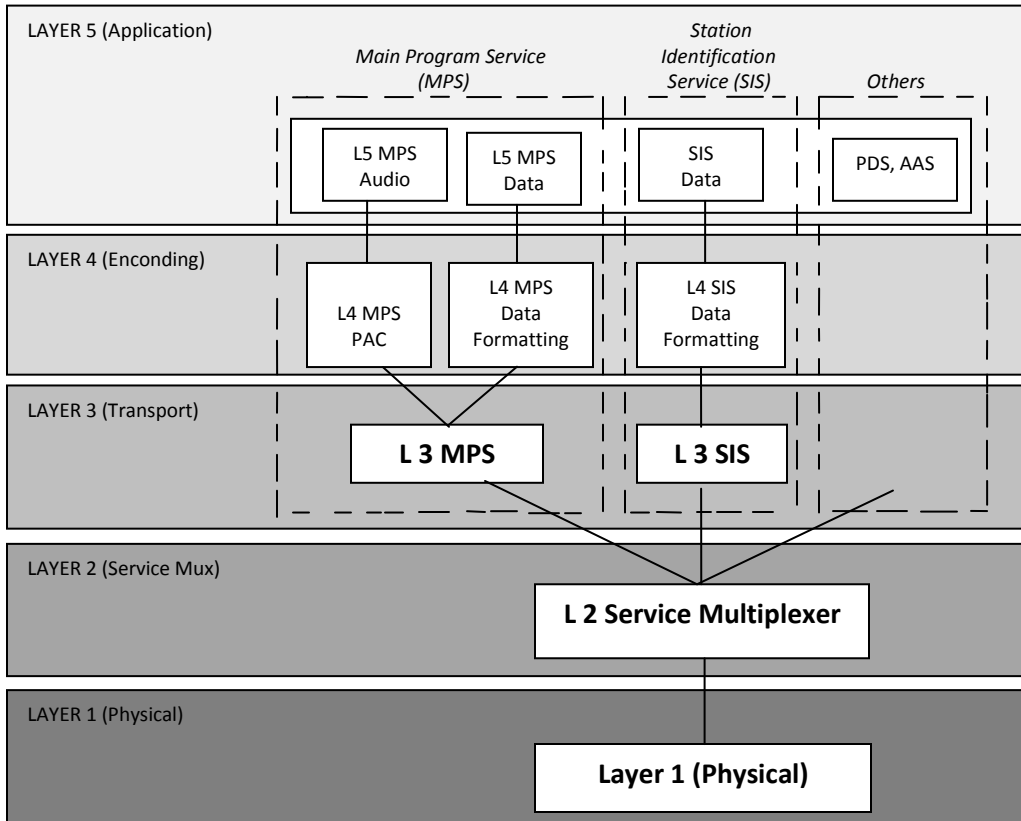 LAYER 5 (Application)
Main Program Service
(MPS)
Station
Identification
Service (SIS)
Others
L5 MPS
Audio
L5 MPS
Data
SIS
Data
PDS, AAS
LAYER 4 (Enconding)
L4 MPS
PAC
L4 MPS
Data
Formatting
L4 SIS
Data
Formatting
LAYER 3 (Transport)
L 3 MPS
L 3 SIS
LAYER 2 (Service Mux)
L 2 Service Multiplexer
LAYER 1 (Physical)
Layer 1 (Physical)